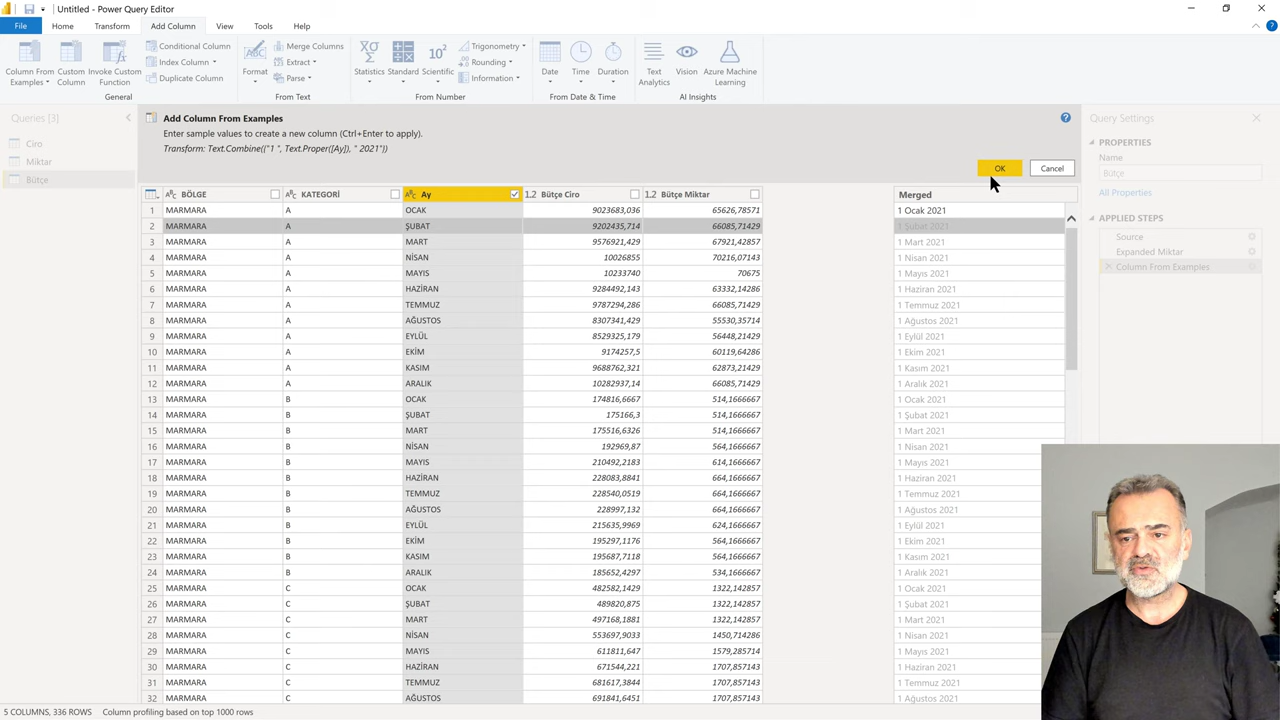 Untitled - Power Query Editor
File Home Transform Add Column View Tools Help
Column From Examples
Custom Column
Invoke Custom Function
Conditional Column
Index Column
Duplicate Column
General
Format
Merge Columns
Extract
Parse
From Text
Statistics
Standard
Scientific
Trigonometry
Rounding
Information
From Number
Date
Time
Duration
From Date & Time
Text Analytics
Vision
Azure Machine Learning
AI Insights
Queries [3]
Ciro
Miktar
Bütçe
Add Column From Examples
Enter sample values to create a new column (Ctrl+Enter to apply).
Transform: Text.Combine({"1 ", Text.Proper([Ay]), " 2021"})
OK Cancel
BÖLGE KATEGORİ Ay 1.2 Bütçe Ciro 1.2 Bütçe Miktar Merged
1 MARMARA A OCAK 9023683,036 65626,78571 1 Ocak 2021
2 MARMARA A ŞUBAT 9202435,714 66085,71429 1 Şubat 2021
3 MARMARA A MART 9576921,429 67921,42857 1 Mart 2021
4 MARMARA A NİSAN 10026855 70216,07143 1 Nisan 2021
5 MARMARA A MAYIS 10233740 70675 1 Mayıs 2021
6 MARMARA A HAZİRAN 9284492,143 63332,14286 1 Haziran 2021
7 MARMARA A TEMMUZ 9787294,286 66085,71429 1 Temmuz 2021
8 MARMARA A AĞUSTOS 8307341,429 55530,35714 1 Ağustos 2021
9 MARMARA A EYLÜL 8529325,179 56448,21429 1 Eylül 2021
10 MARMARA A EKİM 9174257,5 60119,64286 1 Ekim 2021
11 MARMARA A KASIM 9688762,321 62873,21429 1 Kasım 2021
12 MARMARA A ARALIK 10282937,14 66085,71429 1 Aralık 2021
13 MARMARA B OCAK 174816,6667 514,1666667 1 Ocak 2021
14 MARMARA B ŞUBAT 175166,3 514,1666667 1 Şubat 2021
15 MARMARA B MART 175516,6326 514,1666667 1 Mart 2021
16 MARMARA B NİSAN 192969,87 564,1666667 1 Nisan 2021
17 MARMARA B MAYIS 210492,2183 614,1666667 1 Mayıs 2021
18 MARMARA B HAZİRAN 228083,8841 664,1666667 1 Haziran 2021
19 MARMARA B TEMMUZ 228540,0519 664,1666667 1 Temmuz 2021
20 MARMARA B AĞUSTOS 228997,132 664,1666667 1 Ağustos 2021
21 MARMARA B EYLÜL 215635,9969 624,1666667 1 Eylül 2021
22 MARMARA B EKİM 195297,1176 564,1666667 1 Ekim 2021
23 MARMARA B KASIM 195687,7118 564,1666667 1 Kasım 2021
24 MARMARA B ARALIK 185652,4297 534,1666667 1 Aralık 2021
25 MARMARA C OCAK 482582,1429 1322,142857 1 Ocak 2021
26 MARMARA C ŞUBAT 489820,875 1322,142857 1 Şubat 2021
27 MARMARA C MART 497168,1881 1322,142857 1 Mart 2021
28 MARMARA C NİSAN 553697,9033 1450,714286 1 Nisan 2021
29 MARMARA C MAYIS 611811,647 1579,285714 1 Mayıs 2021
30 MARMARA C HAZİRAN 671544,221 1707,857143 1 Haziran 2021
31 MARMARA C TEMMUZ 681617,3844 1707,857143 1 Temmuz 2021
32 MARMARA C AĞUSTOS 691841,6451 1707,857143 1 Ağustos 2021
Query Settings
PROPERTIES
Name
Bütçe
All Properties
APPLIED STEPS
Source
Expanded Miktar
Column From Examples
5 COLUMNS, 336 ROWS Column profiling based on top 1000 rows